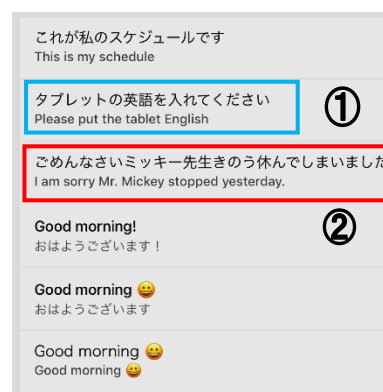 これが私のスケジュールです
This is my schedule
タブレットの英語を入れてください
Please put the tablet English
①
ごめんなさいミッキー先生きのう休んでしまいました
I am sorry Mr. Mickey stopped yesterday.
②
Good morning!
おはようございます！
Good morning 😀
おはようございます
Good morning 😀
Good morning 😀